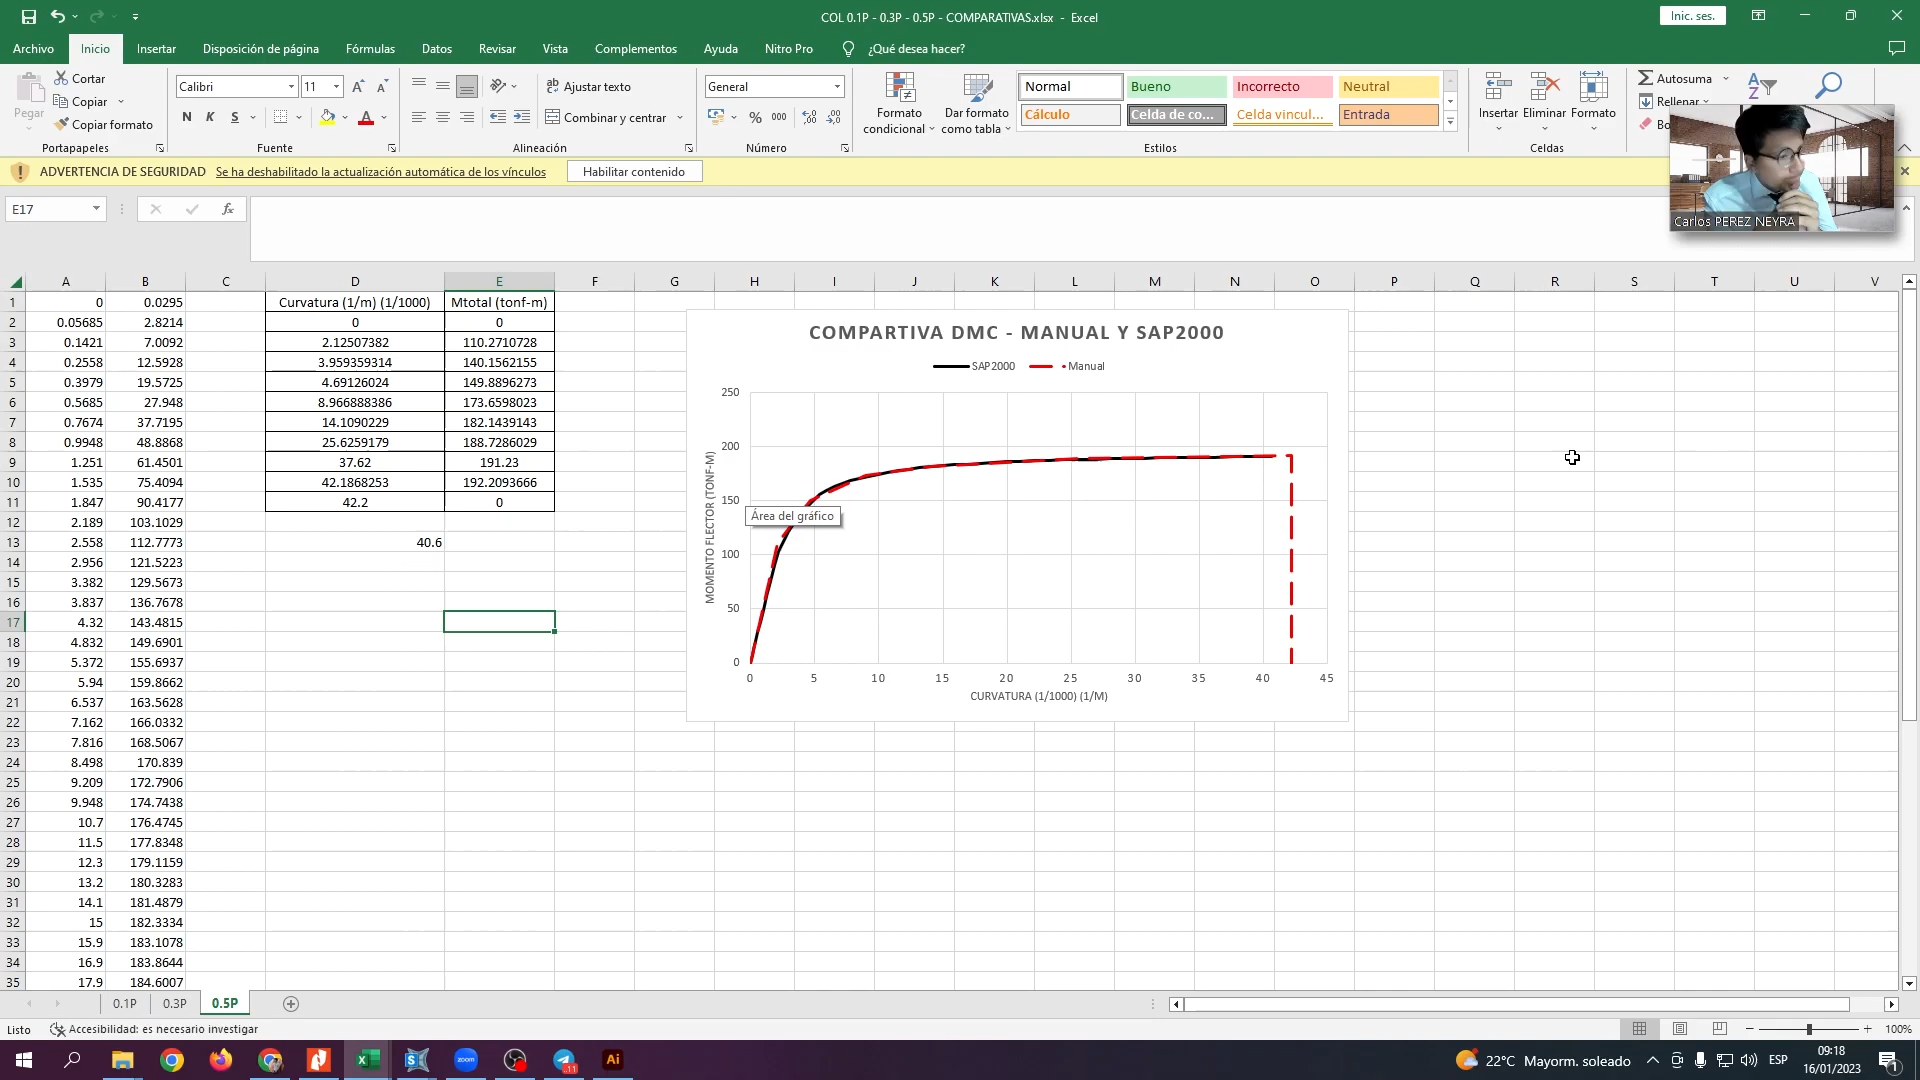 COL 0.1P - 0.3P - 0.5P - COMPARATIVAS.xlsx - Excel
Inic. ses.
Archivo Inicio Insertar Disposición de página Fórmulas Datos Revisar Vista Complementos Ayuda Nitro Pro ¿Qué desea hacer?
Pegar
Cortar
Copiar
Copiar formato
Portapapeles
Calibri 11
N K S
Fuente
Ajustar texto
Combinar y centrar
Alineación
General
% 000
Número
Formato condicional
Dar formato como tabla
Normal Bueno Incorrecto Neutral
Cálculo Celda de co... Celda vincul... Entrada
Estilos
Insertar Eliminar Formato
Celdas
Autosuma
Rellenar
Bo
Carlos PEREZ NEYRA
ADVERTENCIA DE SEGURIDAD Se ha deshabilitado la actualización automática de los vínculos Habilitar contenido
E17 fx
A B C D E F G H I J K L M N O P Q R S T U V
1 0 0.0295 Curvatura (1/m) (1/1000) Mtotal (tonf-m)
2 0.05685 2.8214 0 0
3 0.1421 7.0092 2.12507382 110.2710728
4 0.2558 12.5928 3.959359314 140.1562155
5 0.3979 19.5725 4.69126024 149.8896273
6 0.5685 27.948 8.966888386 173.6598023
7 0.7674 37.7195 14.1090229 182.1439143
8 0.9948 48.8868 25.6259179 188.7286029
9 1.251 61.4501 37.62 191.23
10 1.535 75.4094 42.1868253 192.2093666
11 1.847 90.4177 42.2 0
12 2.189 103.1029
13 2.558 112.7773 40.6
14 2.956 121.5223
15 3.382 129.5673
16 3.837 136.7678
17 4.32 143.4815
18 4.832 149.6901
19 5.372 155.6937
20 5.94 159.8662
21 6.537 163.5628
22 7.162 166.0332
23 7.816 168.5067
24 8.498 170.839
25 9.209 172.7906
26 9.948 174.7438
27 10.7 176.4745
28 11.5 177.8348
29 12.3 179.1159
30 13.2 180.3283
31 14.1 181.4879
32 15 182.3334
33 15.9 183.1078
34 16.9 183.8644
35 17.9 184.6007
COMPARTIVA DMC - MANUAL Y SAP2000
SAP2000 Manual
MOMENTO FLECTOR (TONF-M)
250
200
150
100
50
0
Área del gráfico
0 5 10 15 20 25 30 35 40 45
CURVATURA (1/1000) (1/M)
0.1P 0.3P 0.5P
Listo Accesibilidad: es necesario investigar
100%
22°C Mayorm. soleado ESP
09:18
16/01/2023